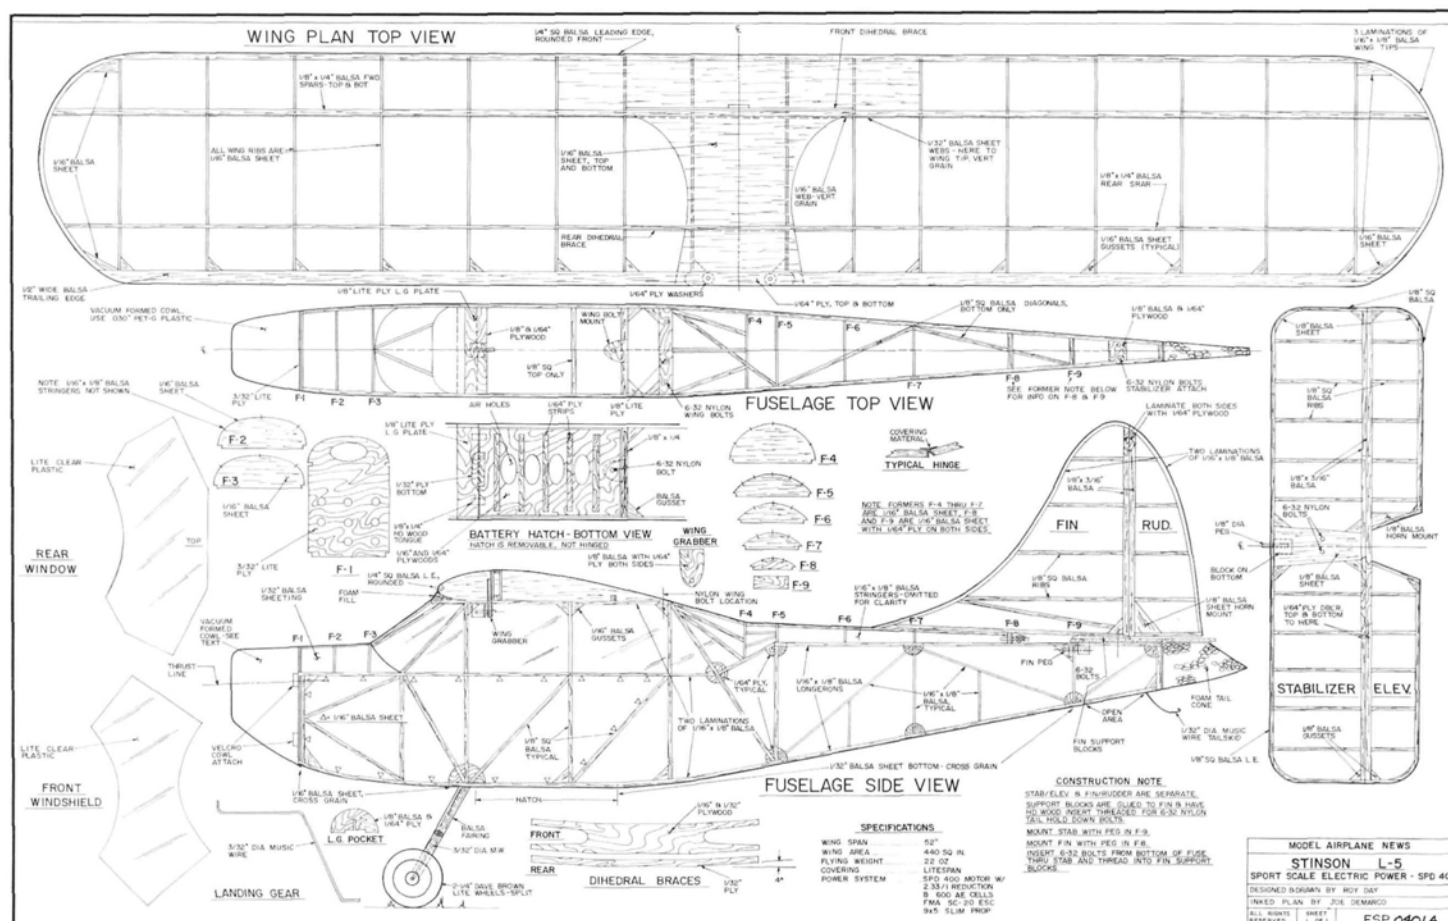 WING PLAN TOP VIEW
1/4" SQ BALSA LEADING EDGE,
ROUNDED FRONT
FRONT DIHEDRAL BRACE
3 LAMINATIONS OF
1/16" x 1/8" BALSA
WING TIPS
1/8" x 1/4" BALSA FWD
SPARS-TOP & BOT
1/16" BALSA
SHEET
ALL WING RIBS ARE
1/16" BALSA SHEET
1/16" BALSA
SHEET, TOP
AND BOTTOM
1/16" BALSA
WEB-VERT
GRAIN
1/32" BALSA SHEET
WEBS - HERE TO
WING TIP, VERT
GRAIN
1/8" x 1/4" BALSA
REAR SPAR
REAR DIHEDRAL
BRACE
1/16" BALSA SHEET
GUSSETS (TYPICAL)
1/16" BALSA
SHEET
1/2" WIDE BALSA
TRAILING EDGE
1/64" PLY WASHERS
1/64" PLY, TOP & BOTTOM
VACUUM FORMED COWL,
USE .030" PET-G PLASTIC
1/8" LITE PLY L.G. PLATE
1/8" & 1/64"
PLYWOOD
WING BOLT
MOUNT
1/8" SQ
TOP ONLY
1/8" SQ BALSA DIAGONALS,
BOTTOM ONLY
1/8" BALSA & 1/64"
PLYWOOD
F-4
F-5
F-6
F-7
F-8
F-9
6-32 NYLON BOLTS
STABILIZER ATTACH
SEE FORMER NOTE BELOW
FOR INFO ON F-8 & F-9
3/32" LITE
PLY
F-1
F-2
F-3
AIR HOLES
1/64" PLY
STRIPS
1/8" LITE
PLY
6-32 NYLON
WING BOLTS
FUSELAGE TOP VIEW
NOTE: 1/16" x 1/8" BALSA
STRINGERS NOT SHOWN
1/16" BALSA
SHEET
F-2
F-3
1/16" BALSA
SHEET
F-1
3/32" LITE
PLY
1/8" x 1/4"
HD WOOD
TONGUE
LITE CLEAR
PLASTIC
TOP
REAR
WINDOW
1/8" LITE PLY
L.G. PLATE
1/32" PLY
BOTTOM
1/16" AND 1/64"
PLYWOODS
1/8" x 1/4
6-32 NYLON
BOLT
BALSA
GUSSET
BATTERY HATCH-BOTTOM VIEW
HATCH IS REMOVABLE, NOT HINGED
WING
GRABBER
1/8" BALSA WITH 1/64"
PLY BOTH SIDES
F-4
F-5
F-6
F-7
F-8
F-9
COVERING
MATERAL
TYPICAL HINGE
NOTE: FORMERS F-4 THRU F-7
ARE 1/16" BALSA SHEET, F-8
AND F-9 ARE 1/16" BALSA SHEET
WITH 1/64" PLY ON BOTH SIDES
LAMINATE BOTH SIDES
WITH 1/64" PLYWOOD
TWO LAMINATIONS
OF 1/16" x 1/8" BALSA
1/8" x 3/16"
BALSA
FIN
RUD.
1/8" SQ BALSA
RIBS
1/8" BALSA
SHEET HORN
MOUNT
1/8" SQ
BALSA
1/8" BALSA
SHEET
1/8" SQ
BALSA
RIBS
1/8" x 3/16"
BALSA
6-32 NYLON
BOLTS
1/8" DIA
PEG
BLOCK ON
BOTTOM
1/8" BALSA
HORN MOUNT
1/8" BALSA
SHEET
1/64" PLY DBLR,
TOP & BOTTOM
TO HERE
STABILIZER
ELEV.
1/8" BALSA
GUSSETS
1/8" SQ BALSA L.E.
1/4" SQ BALSA L.E.,
ROUNDED
FOAM
FILL
1/32" BALSA
SHEETING
VACUUM
FORMED
COWL-SEE
TEXT
F-1
F-2
F-3
THRUST
LINE
WING
GRABBER
NYLON WING
BOLT LOCATION
1/16" BALSA
GUSSETS
1/16" x 1/8" BALSA
STRINGERS-OMITTED
FOR CLARITY
F-4
F-5
F-6
F-7
F-8
F-9
FIN PEG
6-32
BOLTS
1/64" PLY,
TYPICAL
1/16" x 1/8" BALSA
LONGERONS
1/16" x 1/8"
BALSA,
TYPICAL
OPEN
AREA
FOAM TAIL
CONE
FIN SUPPORT
BLOCKS
1/32" DIA. MUSIC
WIRE TAILSKID
△= 1/16" BALSA SHEET
1/8" SQ
BALSA
TYPICAL
TWO LAMINATIONS
OF 1/16" x 1/8" BALSA
1/32" BALSA SHEET BOTTOM-CROSS GRAIN
VELCRO
COWL
ATTACH
1/16" BALSA SHEET,
CROSS GRAIN
HATCH
FUSELAGE SIDE VIEW
LITE CLEAR
PLASTIC
FRONT
WINDSHIELD
1/8" BALSA &
1/64" PLY
L.G. POCKET
3/32" DIA MUSIC
WIRE
LANDING GEAR
BALSA
FAIRING
3/32" DIA. M.W
2-1/4" DAVE BROWN
LITE WHEELS-SPLIT
FRONT
REAR
1/16" & 1/32"
PLYWOOD
1/32"
PLY
4°
DIHEDRAL BRACES
SPECIFICATIONS
WING SPAN 52"
WING AREA 440 SQ IN.
FLYING WEIGHT 22 OZ
COVERING LITESPAN
POWER SYSTEM SPD 400 MOTOR W/
2.33/1 REDUCTION
8 600 AE CELLS
FMA SC-20 ESC
9x5 SLIM PROP
CONSTRUCTION NOTE
STAB/ELEV & FIN/RUDDER ARE SEPARATE.
SUPPORT BLOCKS ARE GLUED TO FIN & HAVE
HD WOOD INSERT THREADED FOR 6-32 NYLON
TAIL HOLD DOWN BOLTS.
MOUNT STAB WITH PEG IN F-9.
MOUNT FIN WITH PEG IN F-8.
INSERT 6-32 BOLTS FROM BOTTOM OF FUSE
THRU STAB AND THREAD INTO FIN SUPPORT
BLOCKS
MODEL AIRPLANE NEWS
STINSON L-5
SPORT SCALE ELECTRIC POWER - SPD 40
DESIGNED & DRAWN BY ROY DAY
INKED PLAN BY JOE DEMARCO
ALL RIGHTS
SHEET